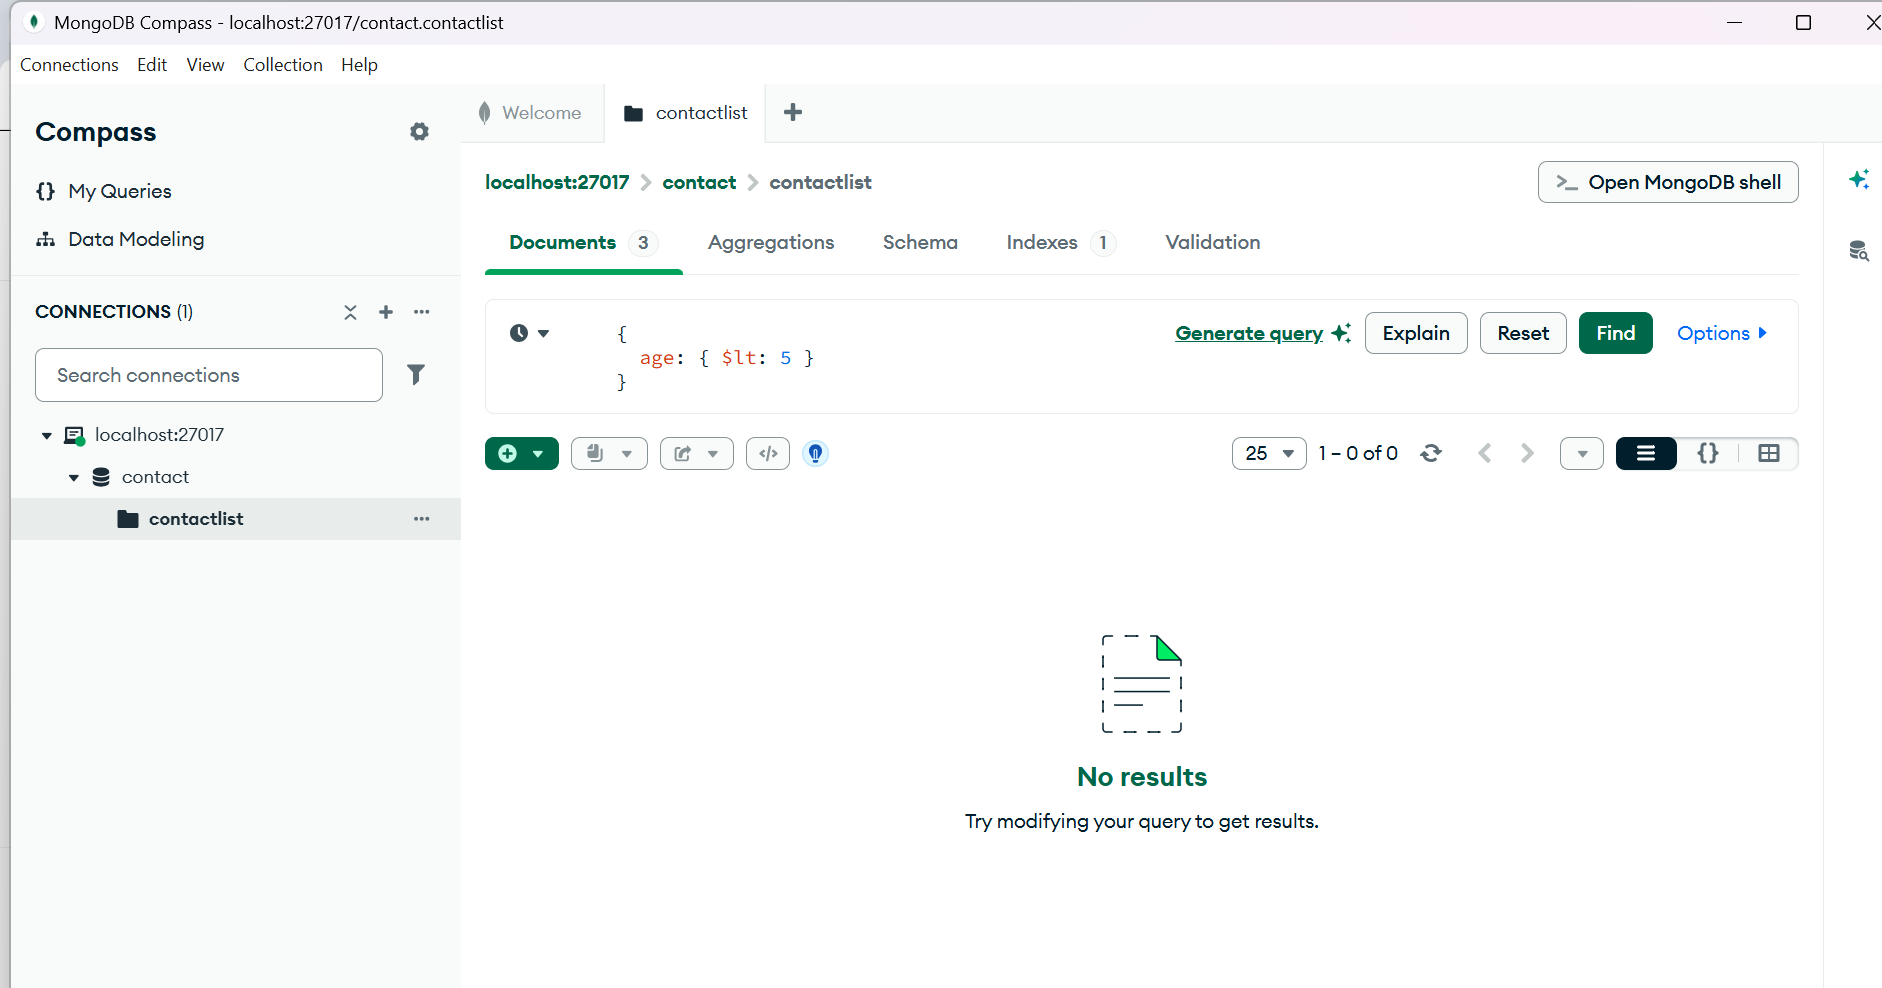 MongoDB Compass - localhost:27017/contact.contactlist
Connections Edit View Collection Help
Compass
My Queries
Data Modeling
CONNECTIONS (1)
Search connections
localhost:27017
contact
contactlist
Welcome
contactlist
localhost:27017 > contact > contactlist
>_ Open MongoDB shell
Documents 3 Aggregations Schema Indexes 1 Validation
{
age: { $lt: 5 }
}
Generate query Explain Reset Find Options
25 1 – 0 of 0
No results
Try modifying your query to get results.